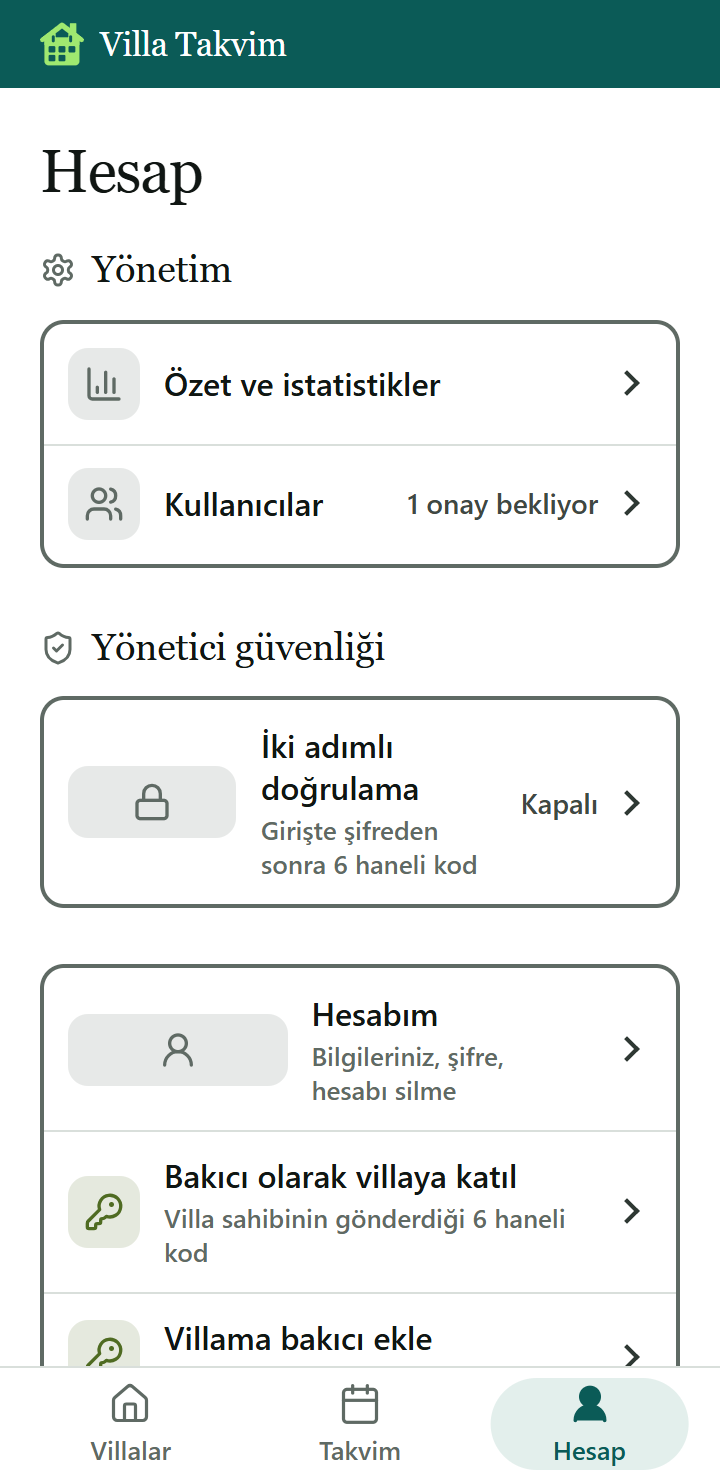 Villa Takvim
Hesap
Yönetim
Özet ve istatistikler
Kullanıcılar
1 onay bekliyor
Yönetici güvenliği
İki adımlı
doğrulama
Girişte şifreden
sonra 6 haneli kod
Kapalı
Hesabım
Bilgileriniz, şifre,
hesabı silme
Bakıcı olarak villaya katıl
Villa sahibinin gönderdiği 6 haneli
kod
Villama bakıcı ekle
Villalar
Takvim
Hesap